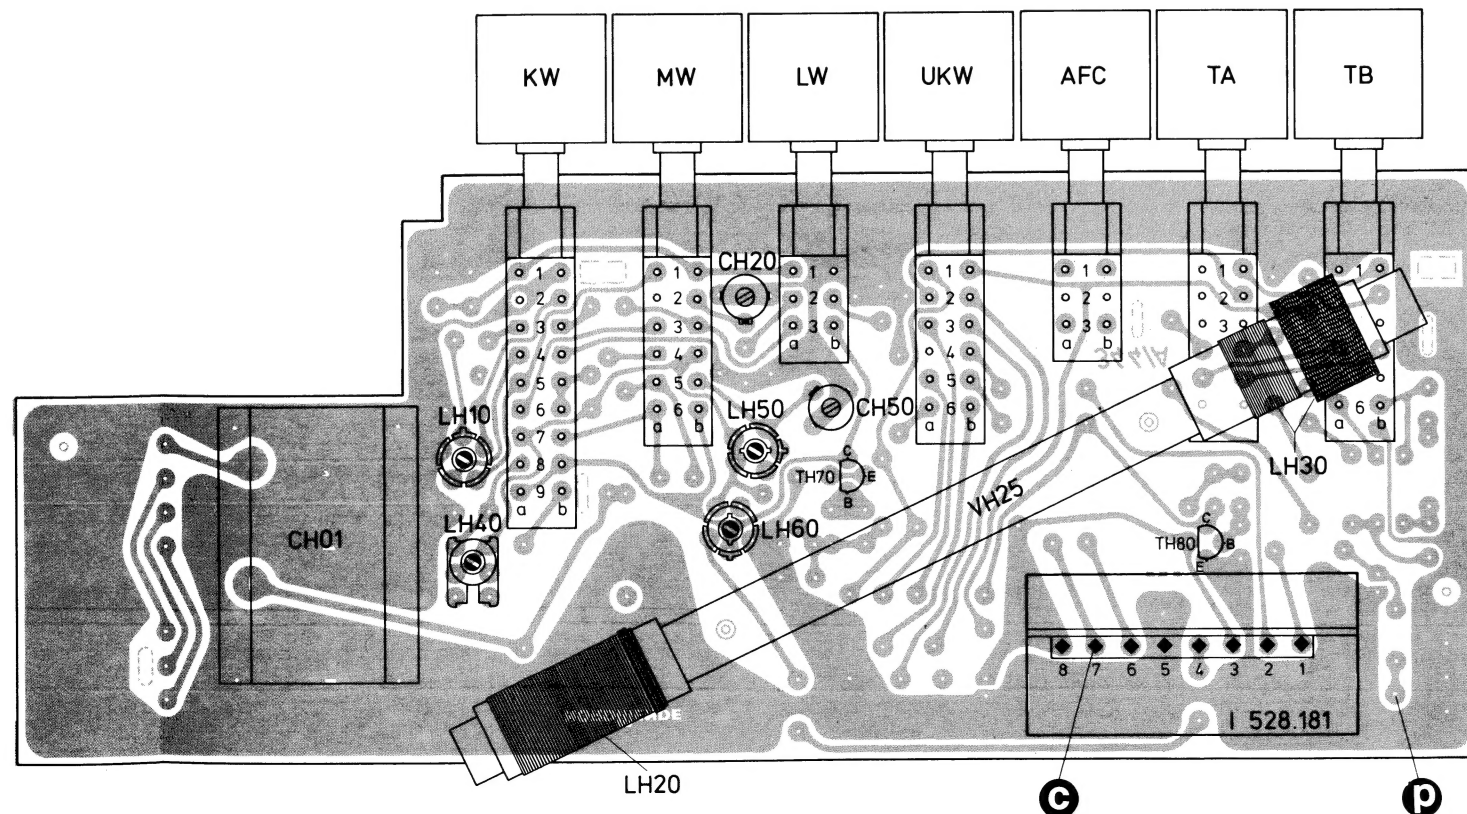 KW MW LW UKW AFC TA TB
CH20
1 1 1 1 1 1 1
2 2 2 2 2 2
3 3 3 3 3 3
a b a b
4 4 4
344/A
5 5 5
6 6 6 6
a b a b a b
LH10 LH50 CH50
7
8
9
a b
C
TH70 E
B
LH30
VH25
LH40
LH60
CH01
C
TH80 B
E
8 7 6 5 4 3 2 1
I 528.181
LH20
c p